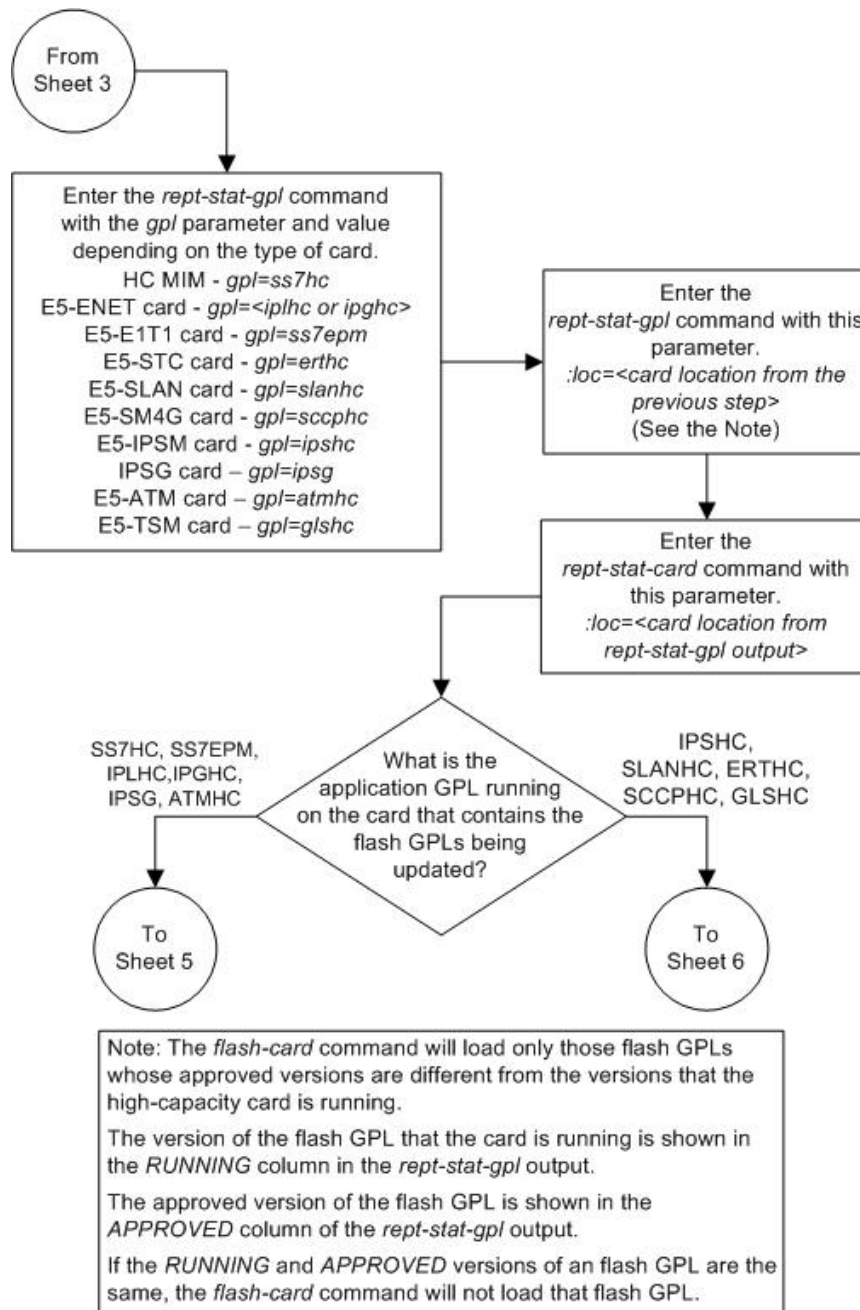 From
Sheet 3
Enter the rept-stat-gpl command
with the gpl parameter and value
depending on the type of card.
HC MIM - gpl=ss7hc
E5-ENET card - gpl=<iplhc or ipghc>
E5-E1T1 card - gpl=ss7epm
E5-STC card - gpl=erthc
E5-SLAN card - gpl=slanhc
E5-SM4G card - gpl=sccphc
E5-IPSM card - gpl=ipshc
IPSG card – gpl=ipsg
E5-ATM card – gpl=atmhc
E5-TSM card – gpl=glshc
Enter the
rept-stat-gpl command with this
parameter.
:loc=<card location from the
previous step>
(See the Note)
Enter the
rept-stat-card command with
this parameter.
:loc=<card location from
rept-stat-gpl output>
What is the
application GPL running
on the card that contains the
flash GPLs being
updated?
SS7HC, SS7EPM,
IPLHC,IPGHC,
IPSG, ATMHC
IPSHC,
SLANHC, ERTHC,
SCCPHC, GLSHC
To
Sheet 5
To
Sheet 6
Note: The flash-card command will load only those flash GPLs
whose approved versions are different from the versions that the
high-capacity card is running.
The version of the flash GPL that the card is running is shown in
the RUNNING column in the rept-stat-gpl output.
The approved version of the flash GPL is shown in the
APPROVED column of the rept-stat-gpl output.
If the RUNNING and APPROVED versions of an flash GPL are the
same, the flash-card command will not load that flash GPL.